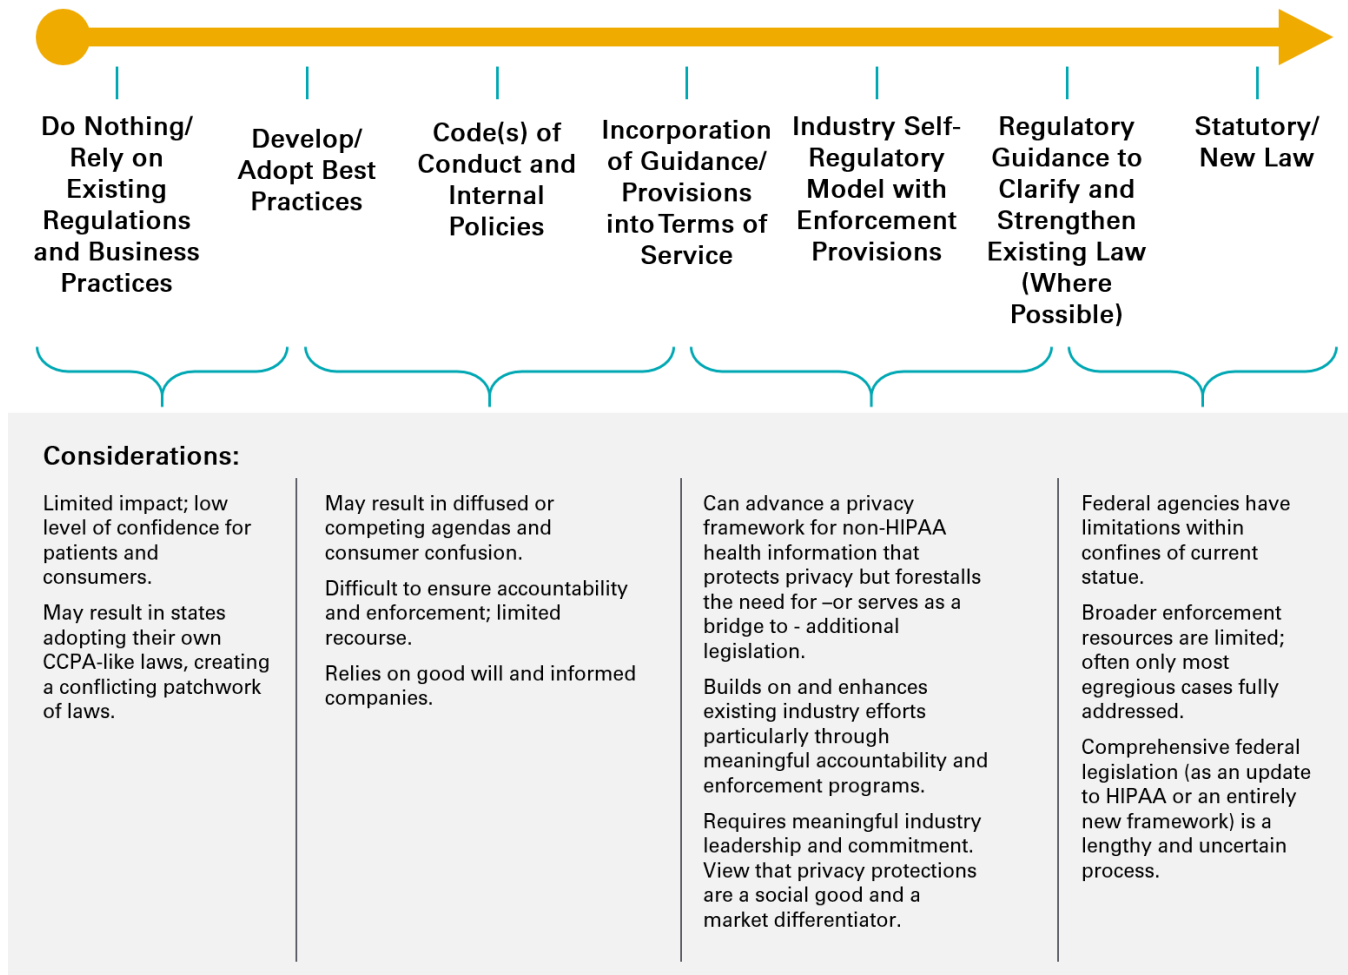 Do Nothing/
Rely on
Existing
Regulations
and Business
Practices
Develop/
Adopt Best
Practices
Code(s) of
Conduct and
Internal
Policies
Incorporation
of Guidance/
Provisions
into Terms of
Service
Industry Self-
Regulatory
Model with
Enforcement
Provisions
Regulatory
Guidance to
Clarify and
Strengthen
Existing Law
(Where
Possible)
Statutory/
New Law
Considerations:
Limited impact; low
level of confidence for
patients and
consumers.
May result in states
adopting their own
CCPA-like laws, creating
a conflicting patchwork
of laws.
May result in diffused or
competing agendas and
consumer confusion.
Difficult to ensure accountability
and enforcement; limited
recourse.
Relies on good will and informed
companies.
Can advance a privacy
framework for non-HIPAA
health information that
protects privacy but forestalls
the need for –or serves as a
bridge to - additional
legislation.
Builds on and enhances
existing industry efforts
particularly through
meaningful accountability and
enforcement programs.
Requires meaningful industry
leadership and commitment.
View that privacy protections
are a social good and a
market differentiator.
Federal agencies have
limitations within
confines of current
statue.
Broader enforcement
resources are limited;
often only most
egregious cases fully
addressed.
Comprehensive federal
legislation (as an update
to HIPAA or an entirely
new framework) is a
lengthy and uncertain
process.